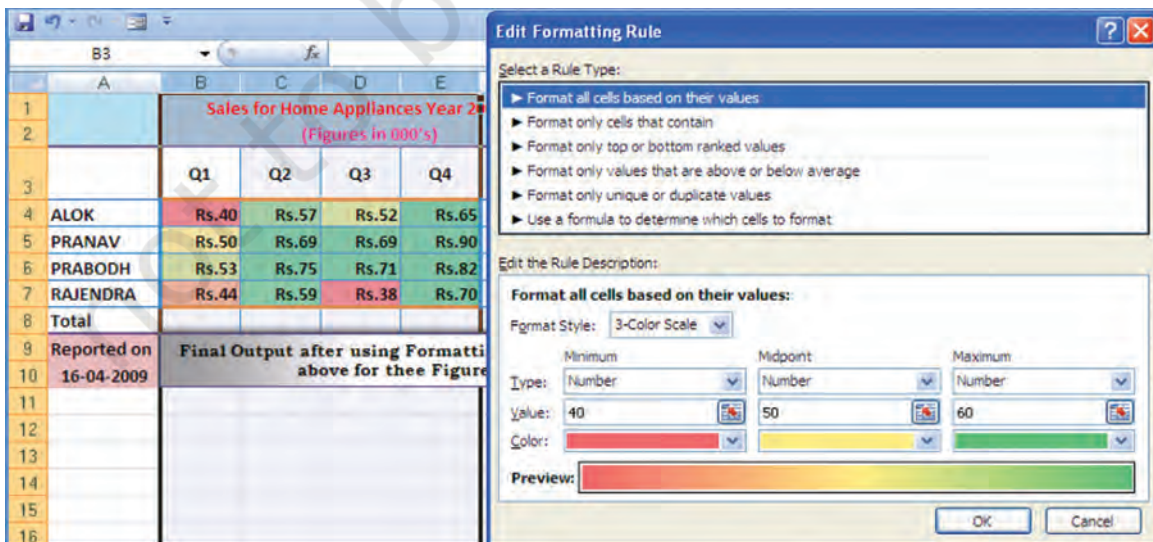 B3
fx
A B C D E
1 Sales for Home Appliances Year 2
2 (Figures in 000's)
3 Q1 Q2 Q3 Q4
4 ALOK Rs.40 Rs.57 Rs.52 Rs.65
5 PRANAV Rs.50 Rs.69 Rs.69 Rs.90
6 PRABODH Rs.53 Rs.75 Rs.71 Rs.82
7 RAJENDRA Rs.44 Rs.59 Rs.38 Rs.70
8 Total
9 Reported on Final Output after using Formatti
10 16-04-2009 above for thee Figure
11
12
13
14
15
16
Edit Formatting Rule
Select a Rule Type:
► Format all cells based on their values
► Format only cells that contain
► Format only top or bottom ranked values
► Format only values that are above or below average
► Format only unique or duplicate values
► Use a formula to determine which cells to format
Edit the Rule Description:
Format all cells based on their values:
Format Style: 3-Color Scale
Minimum Midpoint Maximum
Type: Number Number Number
Value: 40 50 60
Color:
Preview:
OK Cancel